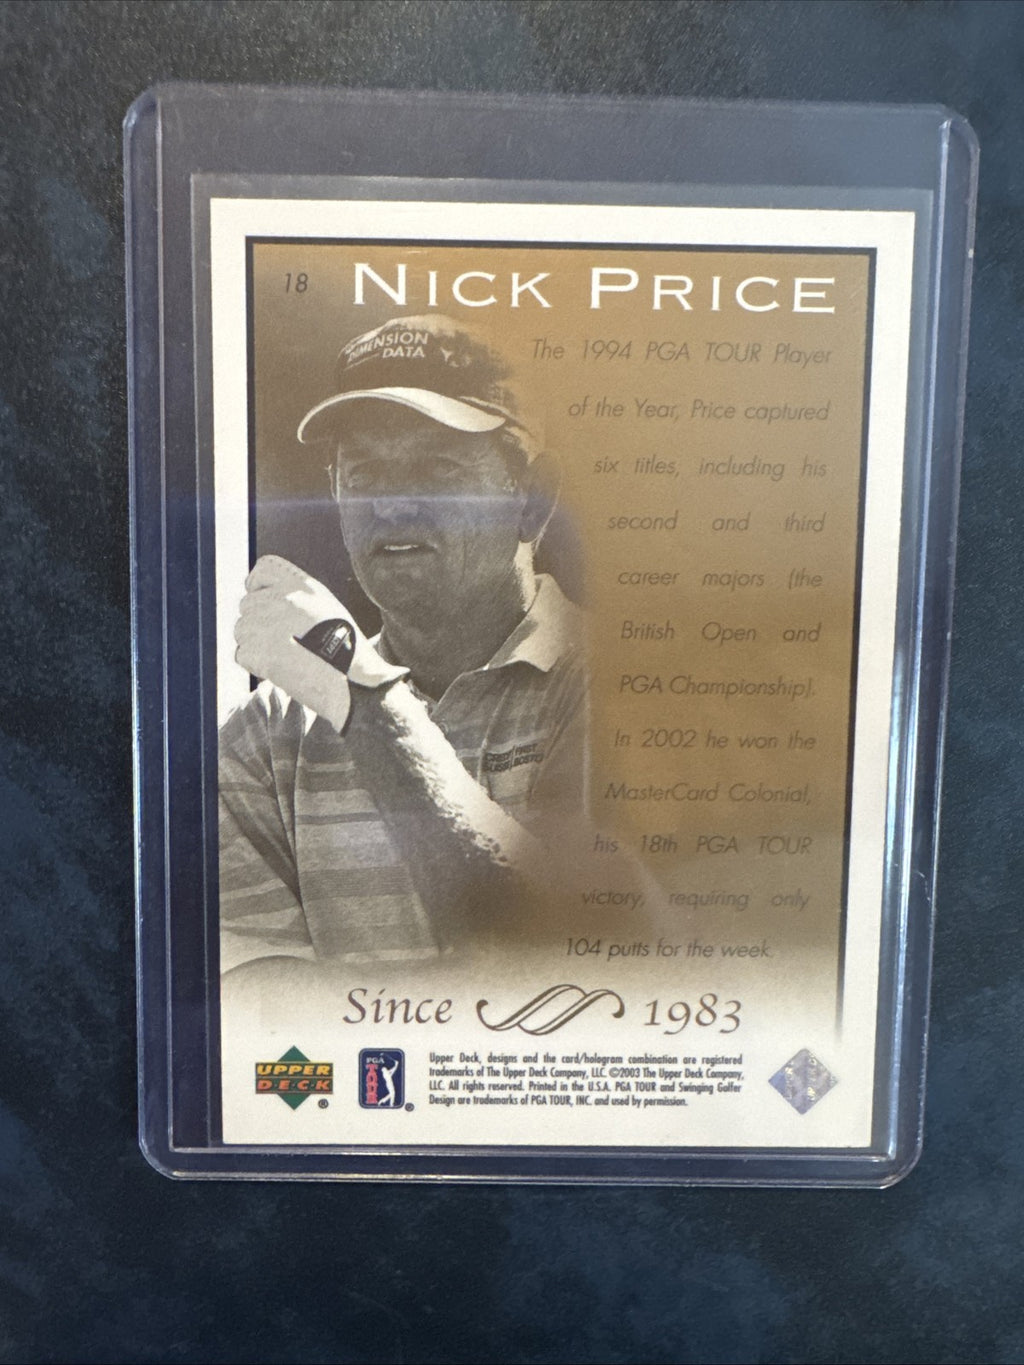 18 NICK PRICE
DIMENSION
DATA
The 1994 PGA TOUR Player
of the Year, Price captured
six titles, including his
second and third
career majors (the
British Open and
PGA Championship).
In 2002 he won the
MasterCard Colonial,
his 18th PGA TOUR
victory, requiring only
104 putts for the week.
CREDIT FIRST
SUISSE BOSTON
Since 1983
UPPER
DECK
®
PGA
TOUR
®
Upper Deck, designs and the card/hologram combination are registered
trademarks of The Upper Deck Company, LLC. ©2003 The Upper Deck Company,
LLC. All rights reserved. Printed in the U.S.A. PGA TOUR and Swinging Golfer
Design are trademarks of PGA TOUR, INC. and used by permission.